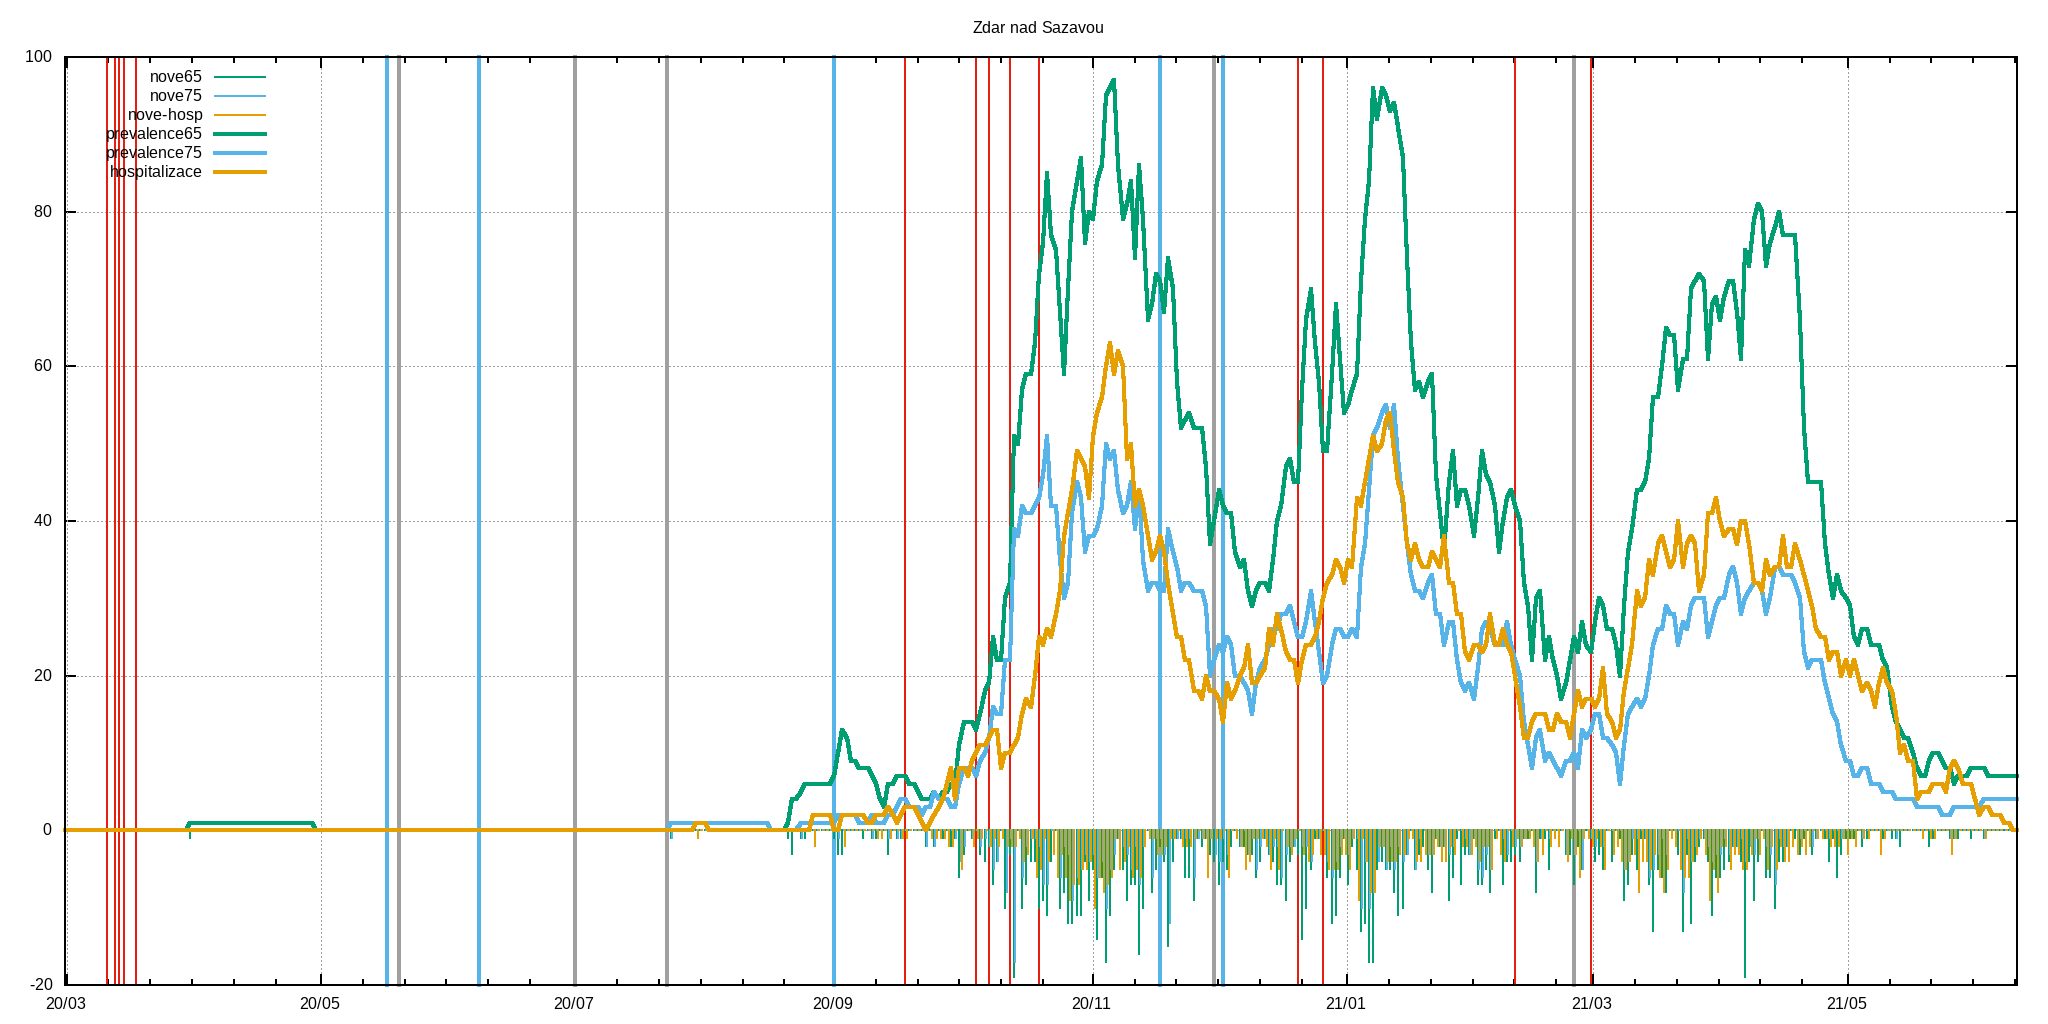 Zdar nad Sazavou
100
nove65
nove75
nove-hosp
prevalence65
prevalence75
hospitalizace
80
60
40
20
0
-20
20/03 20/05 20/07 20/09 20/11 21/01 21/03 21/05